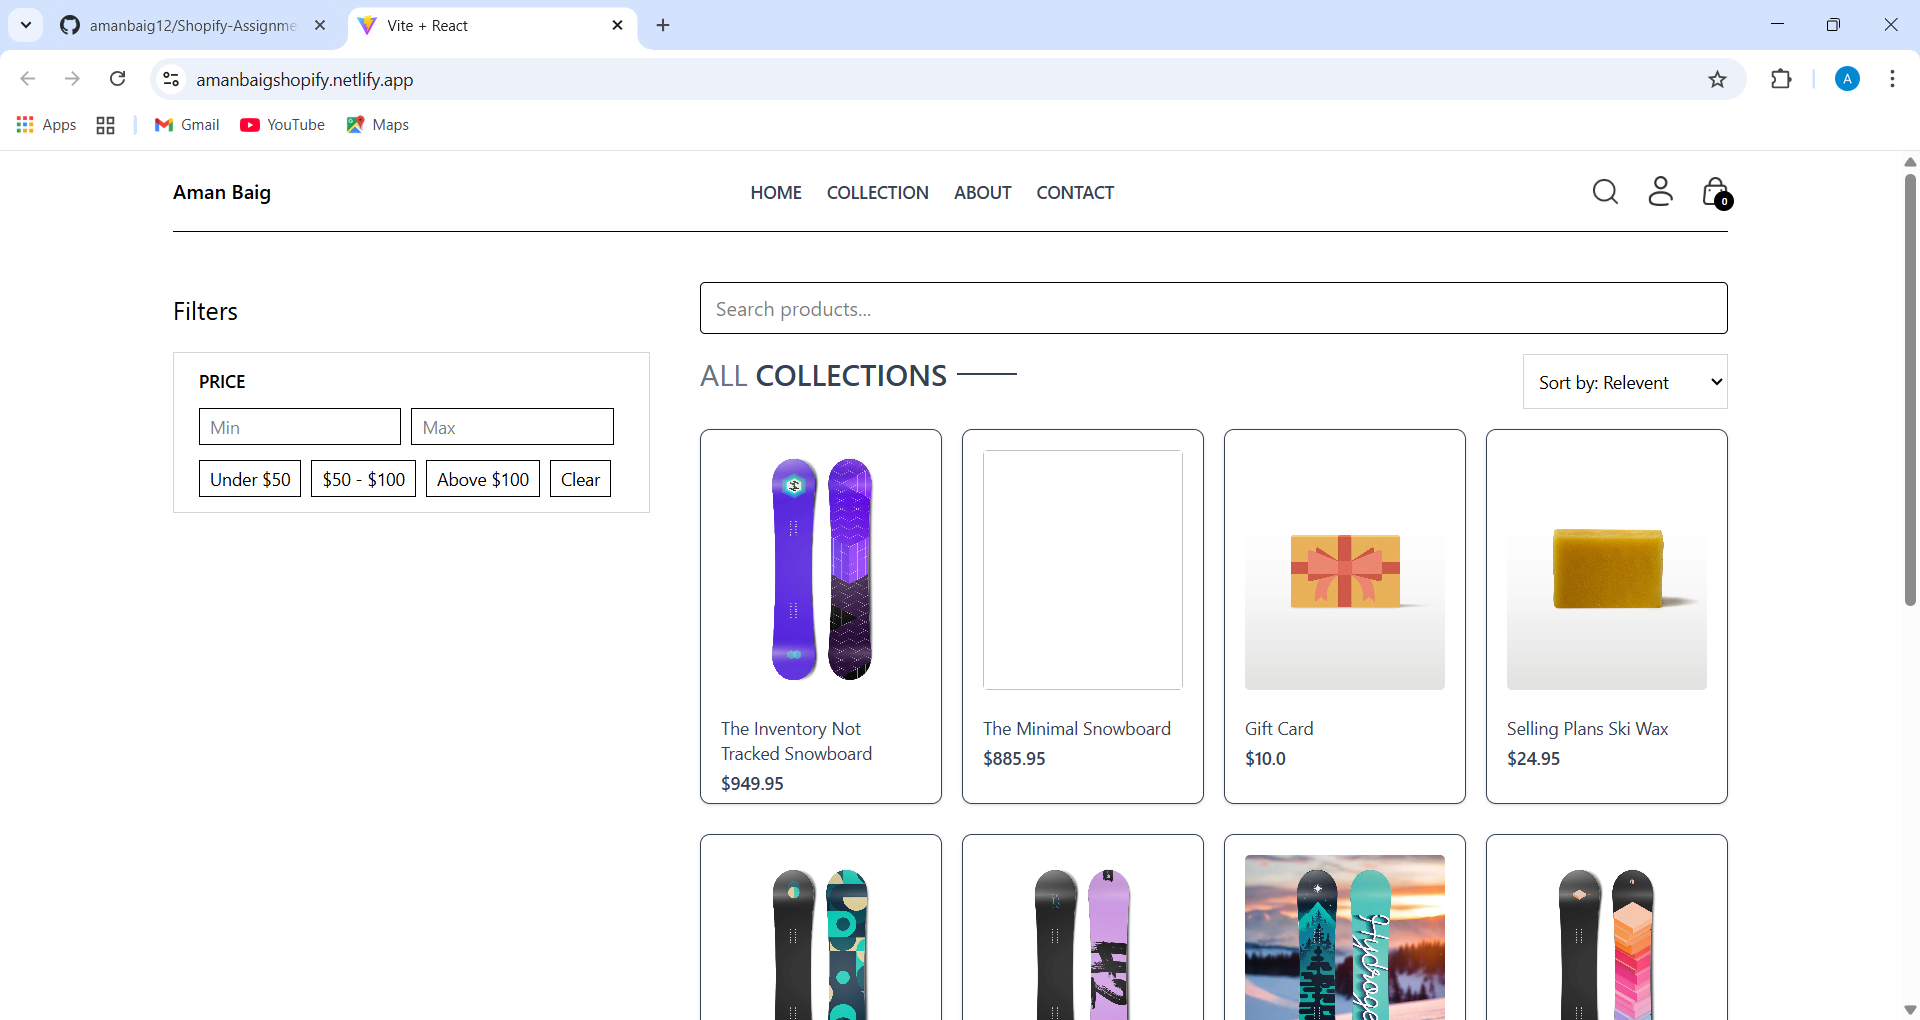 amanbaig12/Shopify-Assignme
Vite + React
amanbaigshopify.netlify.app
A
Apps
Gmail
YouTube
Maps
Aman Baig
HOME
COLLECTION
ABOUT
CONTACT
0
Filters
Search products...
PRICE
Min
Max
Under $50
$50 - $100
Above $100
Clear
ALL COLLECTIONS
Sort by: Relevent
The Inventory Not
Tracked Snowboard
$949.95
The Minimal Snowboard
$885.95
Gift Card
$10.0
Selling Plans Ski Wax
$24.95